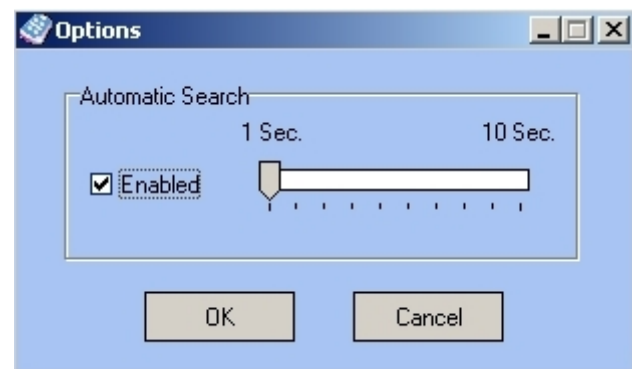 Options
Automatic Search
1 Sec. 10 Sec.
Enabled
OK Cancel